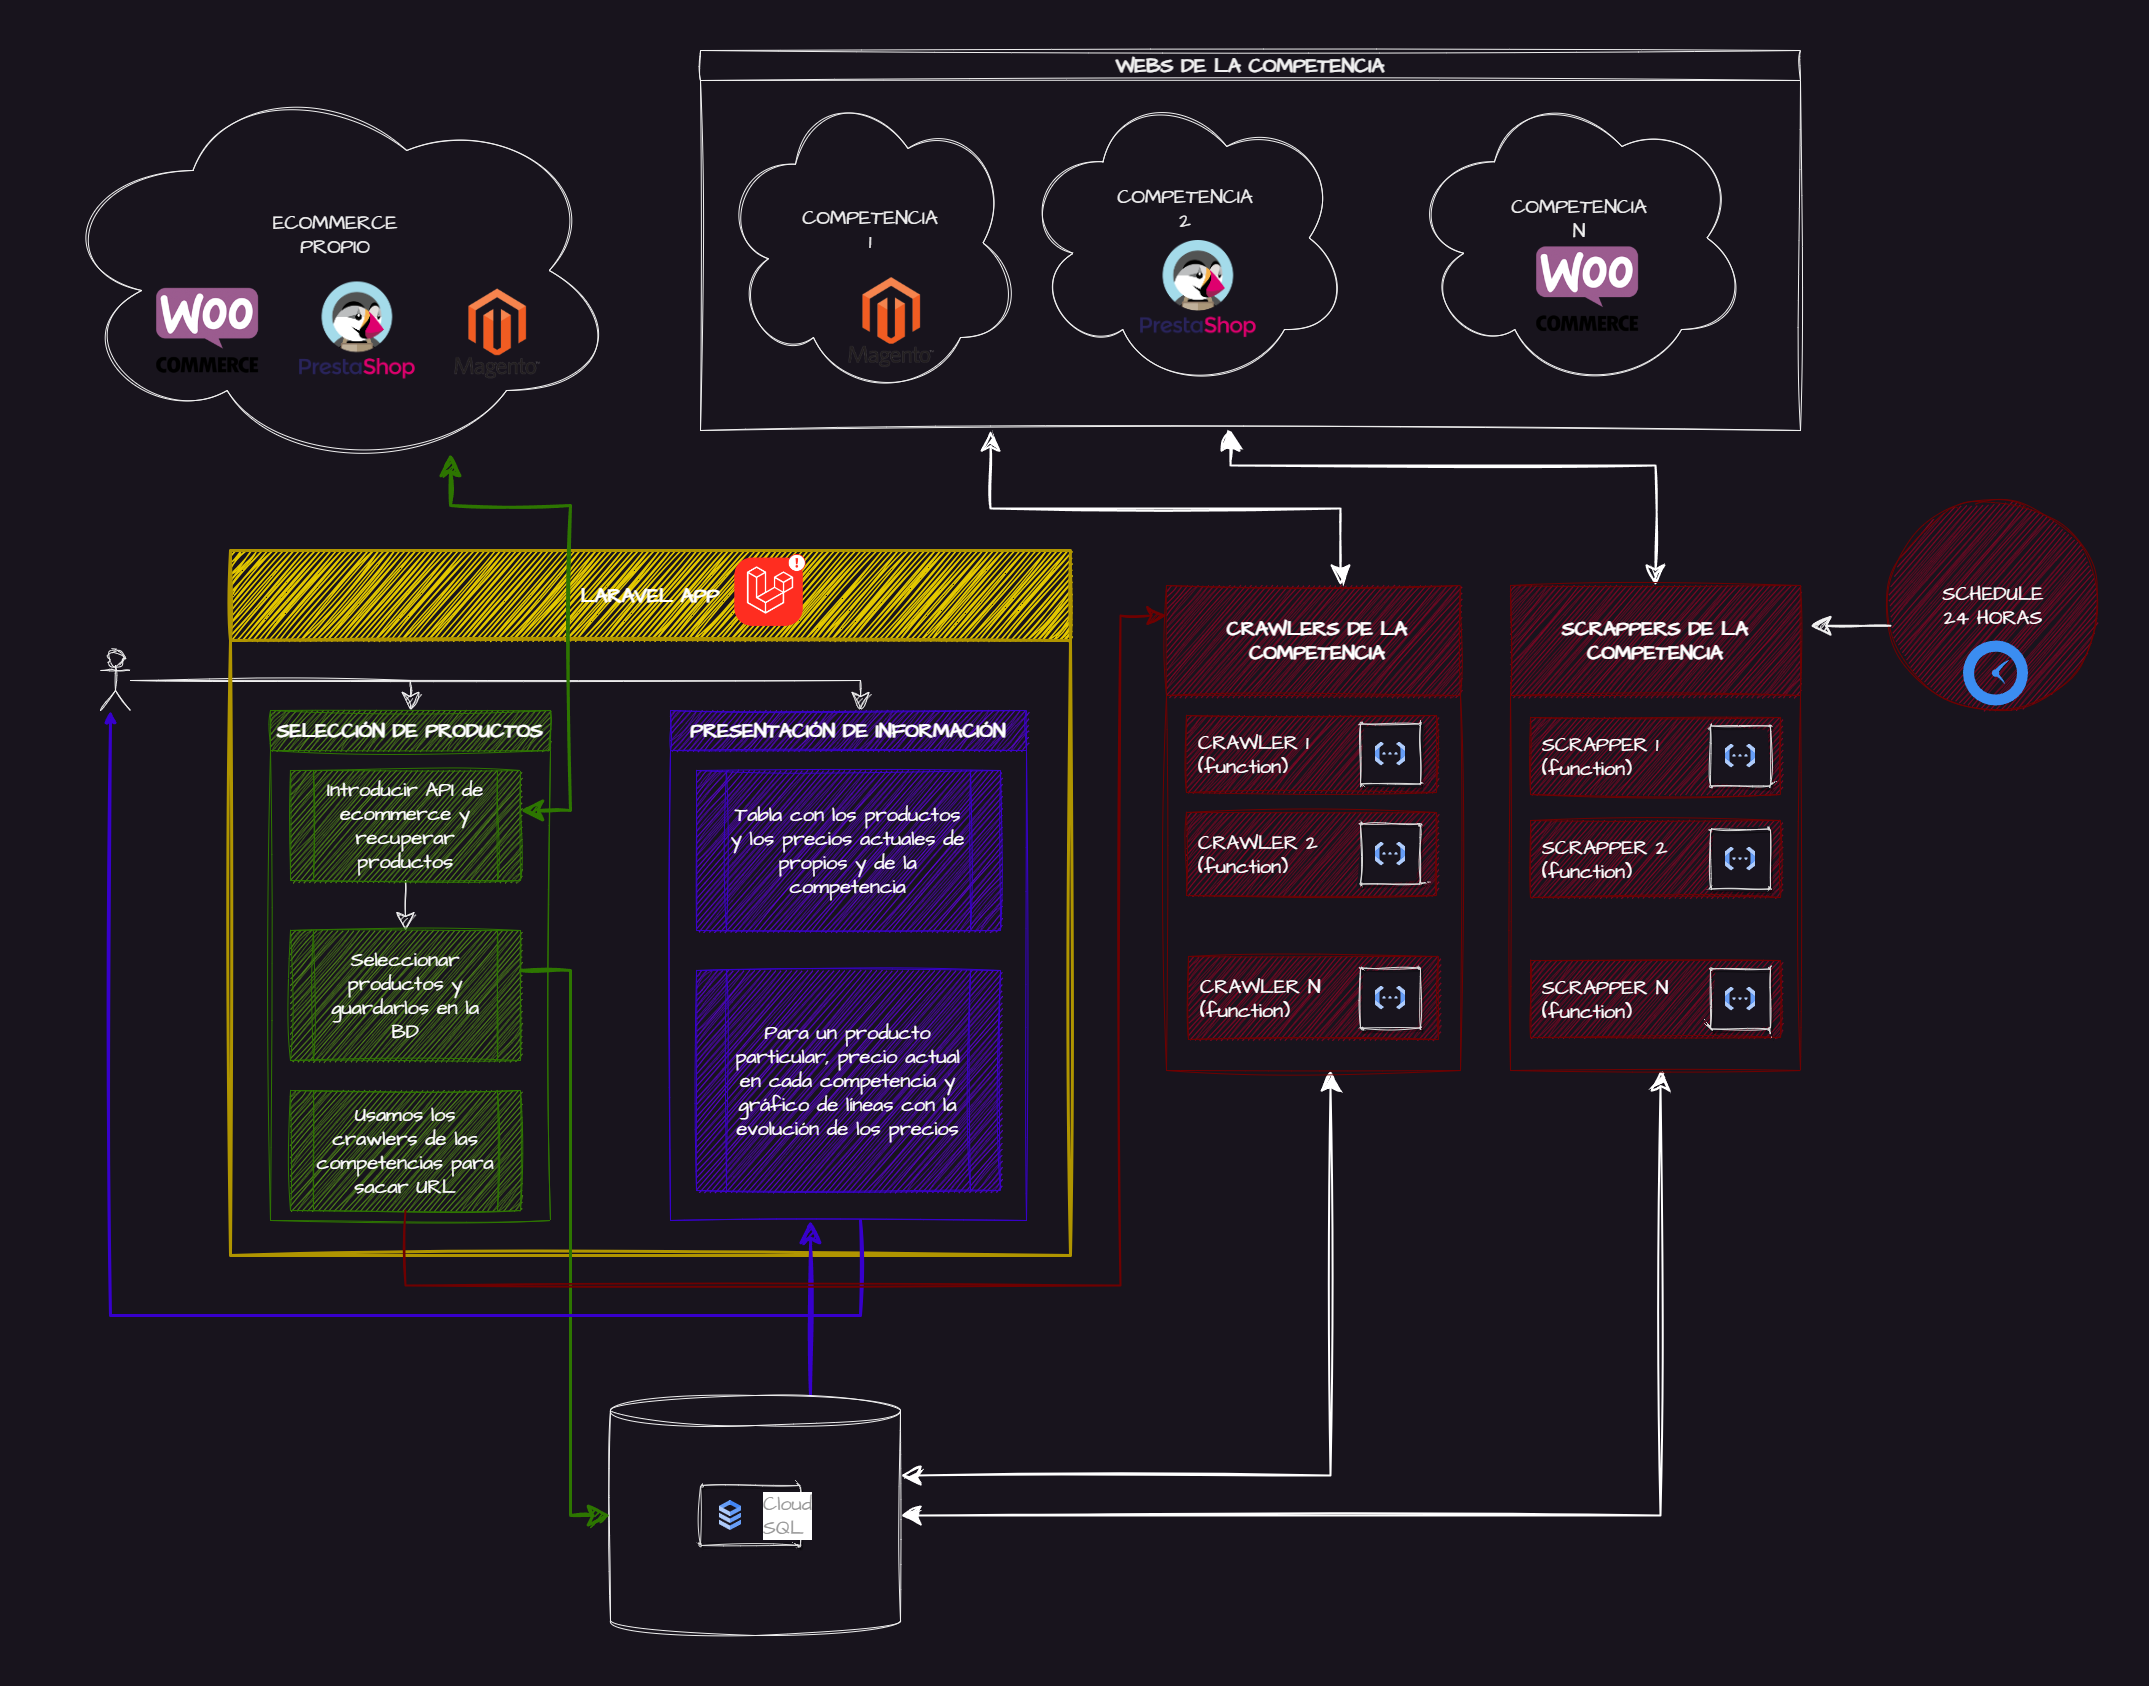 WEBS DE LA COMPETENCIA
ECOMMERCE
PROPIO
WOO
COMMERCE
PrestaShop
Magento
COMPETENCIA
1
Magento
COMPETENCIA
2
PrestaShop
COMPETENCIA
N
WOO
COMMERCE
LARAVEL APP
!
SELECCIÓN DE PRODUCTOS
Introducir API de
ecommerce y
recuperar
productos
Seleccionar
productos y
guardarlos en la
BD
Usamos los
crawlers de las
competencias para
sacar URL
PRESENTACIÓN DE INFORMACIÓN
Tabla con los productos
y los precios actuales de
propios y de la
competencia
Para un producto
particular, precio actual
en cada competencia y
gráfico de líneas con la
evolución de los precios
CRAWLERS DE LA
COMPETENCIA
CRAWLER 1
(function)
CRAWLER 2
(function)
CRAWLER N
(function)
SCRAPPERS DE LA
COMPETENCIA
SCRAPPER 1
(function)
SCRAPPER 2
(function)
SCRAPPER N
(function)
SCHEDULE
24 HORAS
Cloud
SQL